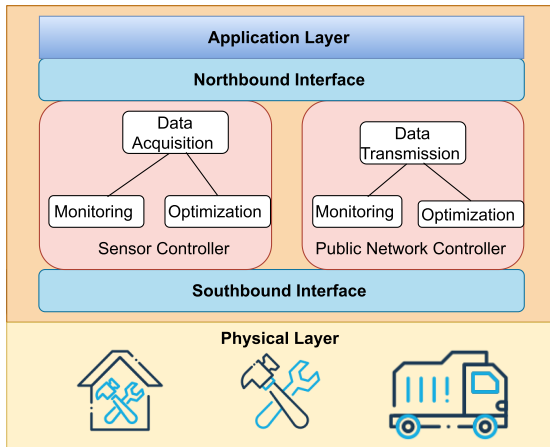 Application Layer
Northbound Interface
Data
Acquisition
Monitoring
Optimization
Sensor Controller
Data
Transmission
Monitoring
Optimization
Public Network Controller
Southbound Interface
Physical Layer